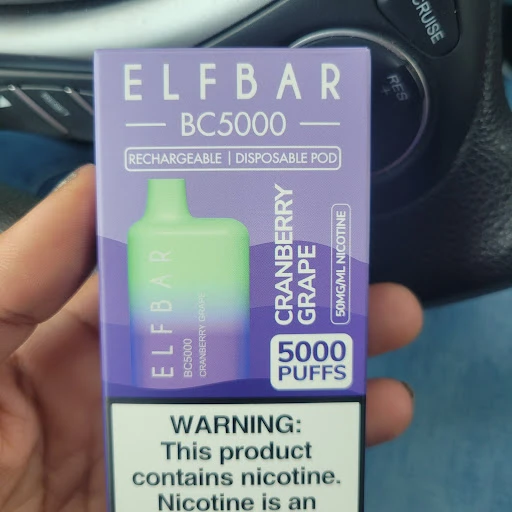 CRUISE
RES
+
ELFBAR
BC5000
RECHARGEABLE | DISPOSABLE POD
ELFBAR
BC5000
CRANBERRY GRAPE
CRANBERRY
GRAPE
50MG/ML NICOTINE
5000
PUFFS
WARNING:
This product
contains nicotine.
Nicotine is an